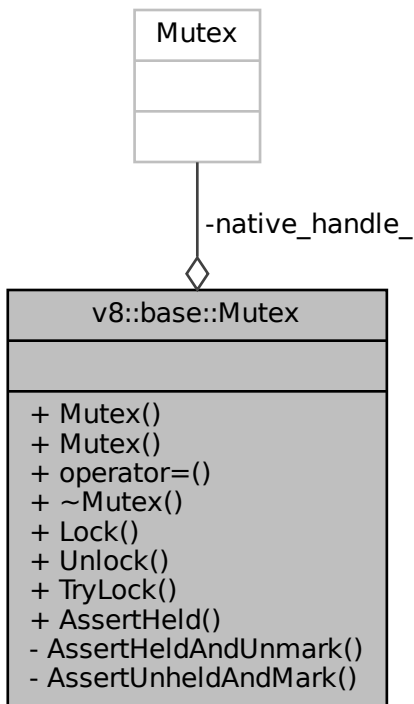 Mutex
-native_handle_
v8::base::Mutex
+ Mutex()
+ Mutex()
+ operator=()
+ ~Mutex()
+ Lock()
+ Unlock()
+ TryLock()
+ AssertHeld()
- AssertHeldAndUnmark()
- AssertUnheldAndMark()